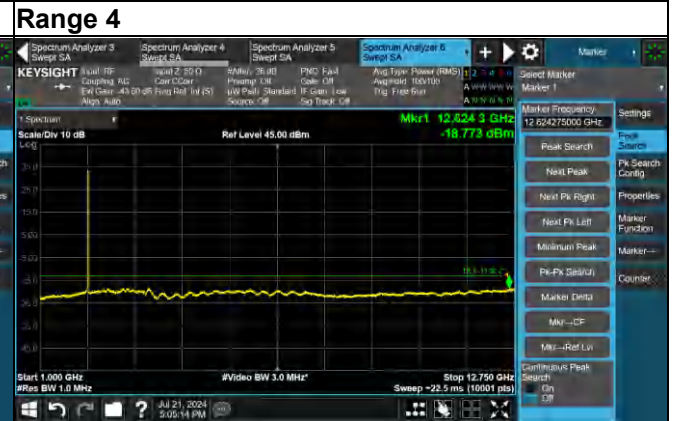 Range 4
Spectrum Analyzer 3
Swept SA
Spectrum Analyzer 4
Swept SA
Spectrum Analyzer 5
Swept SA
Spectrum Analyzer 6
Swept SA
Marker
KEYSIGHT
Input: RF
Coupling: AC
Align: Auto
Input Z: 50 Ω
Corr CCorr
Freq Ref: Int (S)
PNO: Fast
Gate: Off
IF Gain: Low
Sig Track: Off
Avg Type: Power (RMS)
Avg|Hold: 100/100
Trig: Free Run
Select Marker
Marker 1
1 Spectrum
Scale/Div 10 dB
Log
Ref Level 45.00 dBm
Mkr1 12.624 3 GHz
-18.773 dBm
Marker Frequency
12.624275000 GHz
Settings
Peak Search
Peak
Search
Next Peak
Pk Search
Config
Next Pk Right
Properties
Next Pk Left
Marker
Function
Minimum Peak
Marker→
Pk-Pk Search
Counter
Marker Delta
Mkr→CF
Mkr→Ref Lvl
Continuous Peak
Search
On
Off
Start 1.000 GHz
#Res BW 1.0 MHz
#Video BW 3.0 MHz*
Stop 12.750 GHz
Sweep ~22.5 ms (10001 pts)
Jul 21, 2024
5:05:14 PM